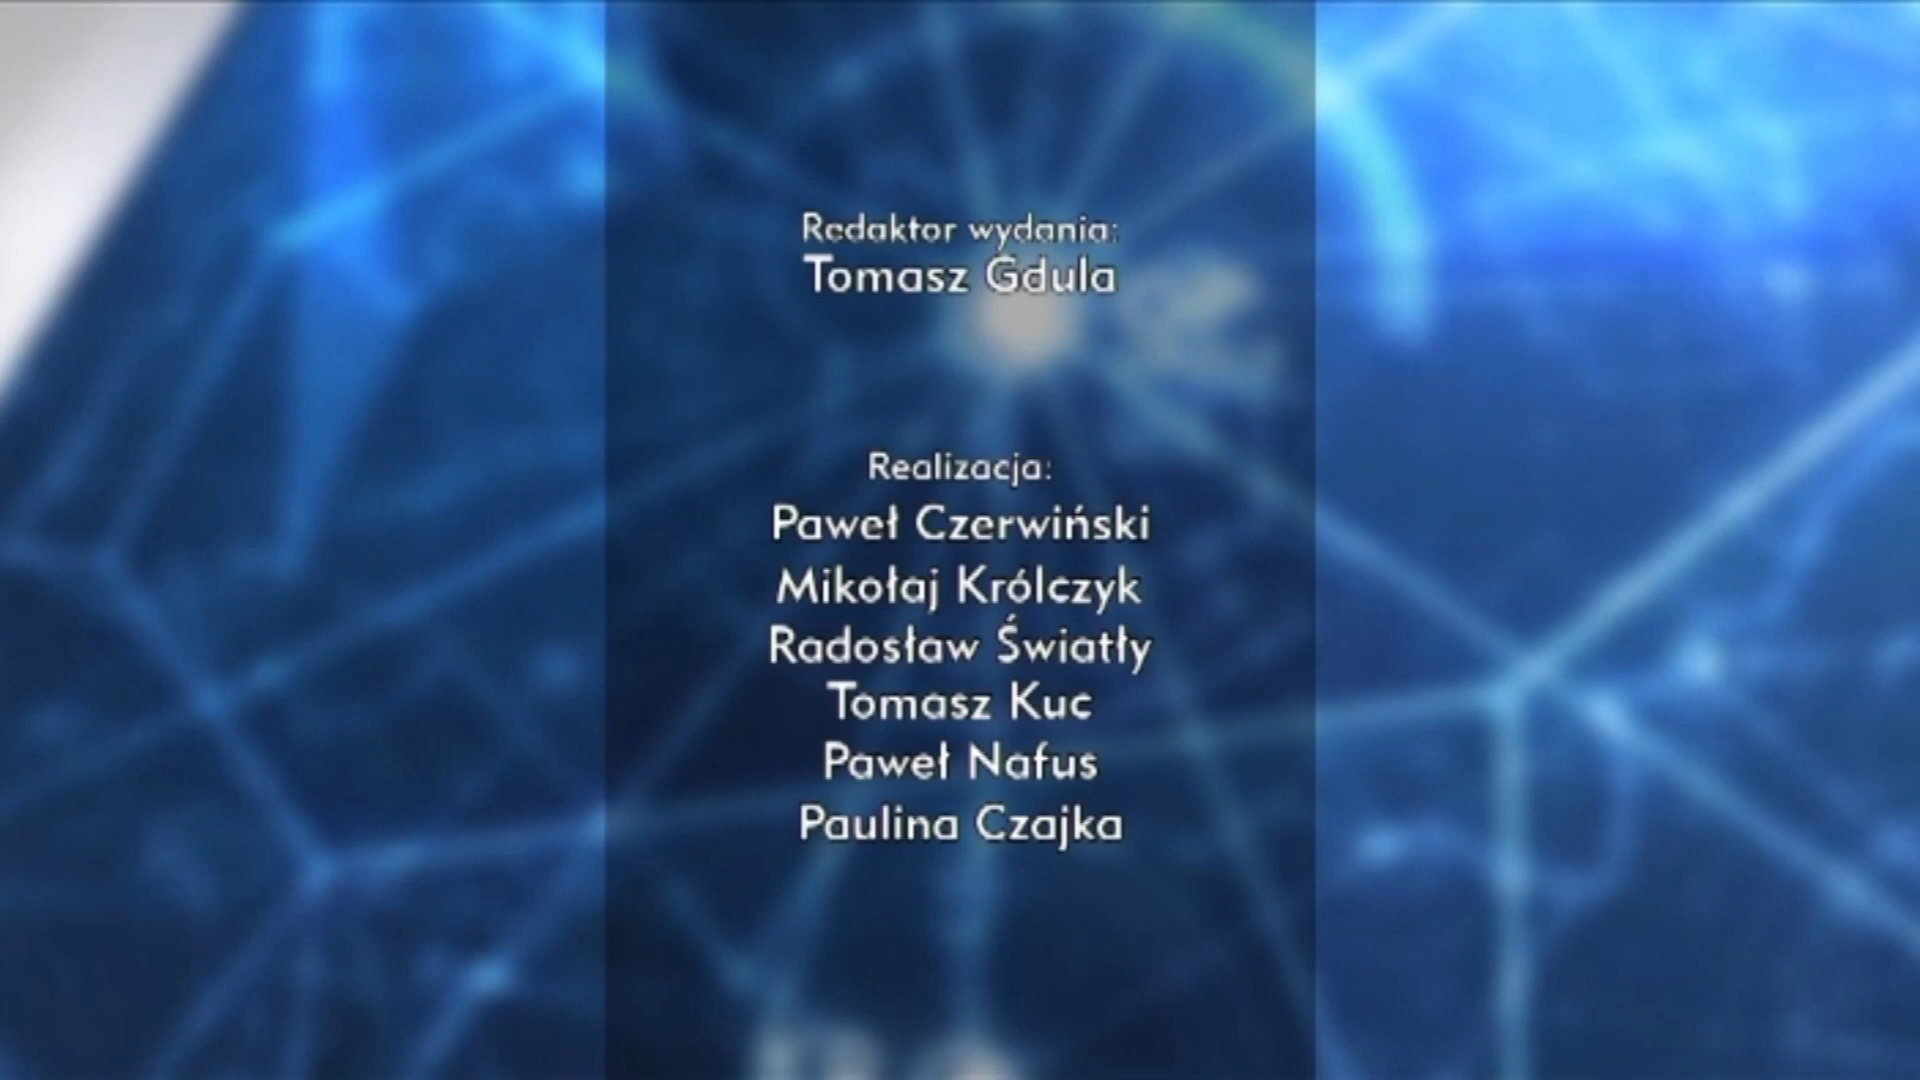 Redaktor wydania:
Tomasz Gdula
Realizacja:
Paweł Czerwiński
Mikołaj Królczyk
Radosław Światły
Tomasz Kuc
Paweł Nafus
Paulina Czajka